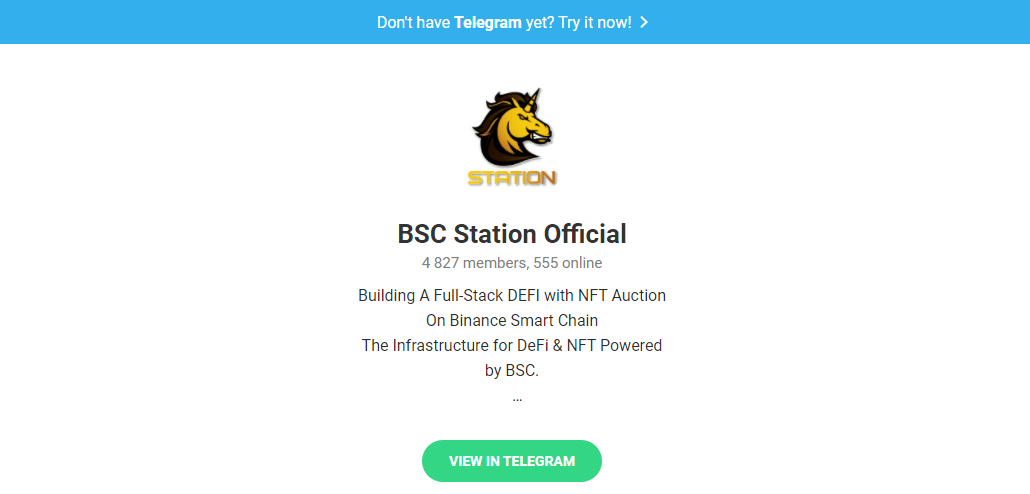 Don't have Telegram yet? Try it now!
STATION
BSC Station Official
4 827 members, 555 online
Building A Full-Stack DEFI with NFT Auction
On Binance Smart Chain
The Infrastructure for DeFi & NFT Powered
by BSC.
...
VIEW IN TELEGRAM